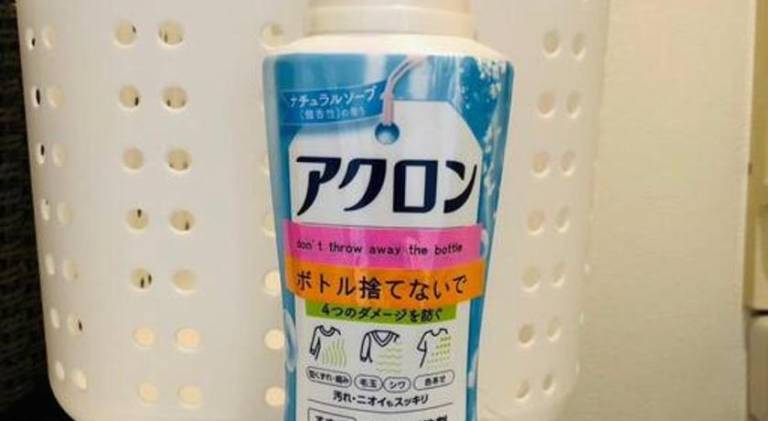 ナチュラルソープ
[微香性]の香り
アクロン
don't throw away the bottle
ボトル捨てないで
4つのダメージを防ぐ
型くずれ・縮み 毛玉 シワ 色あせ
汚れ・ニオイもスッキリ